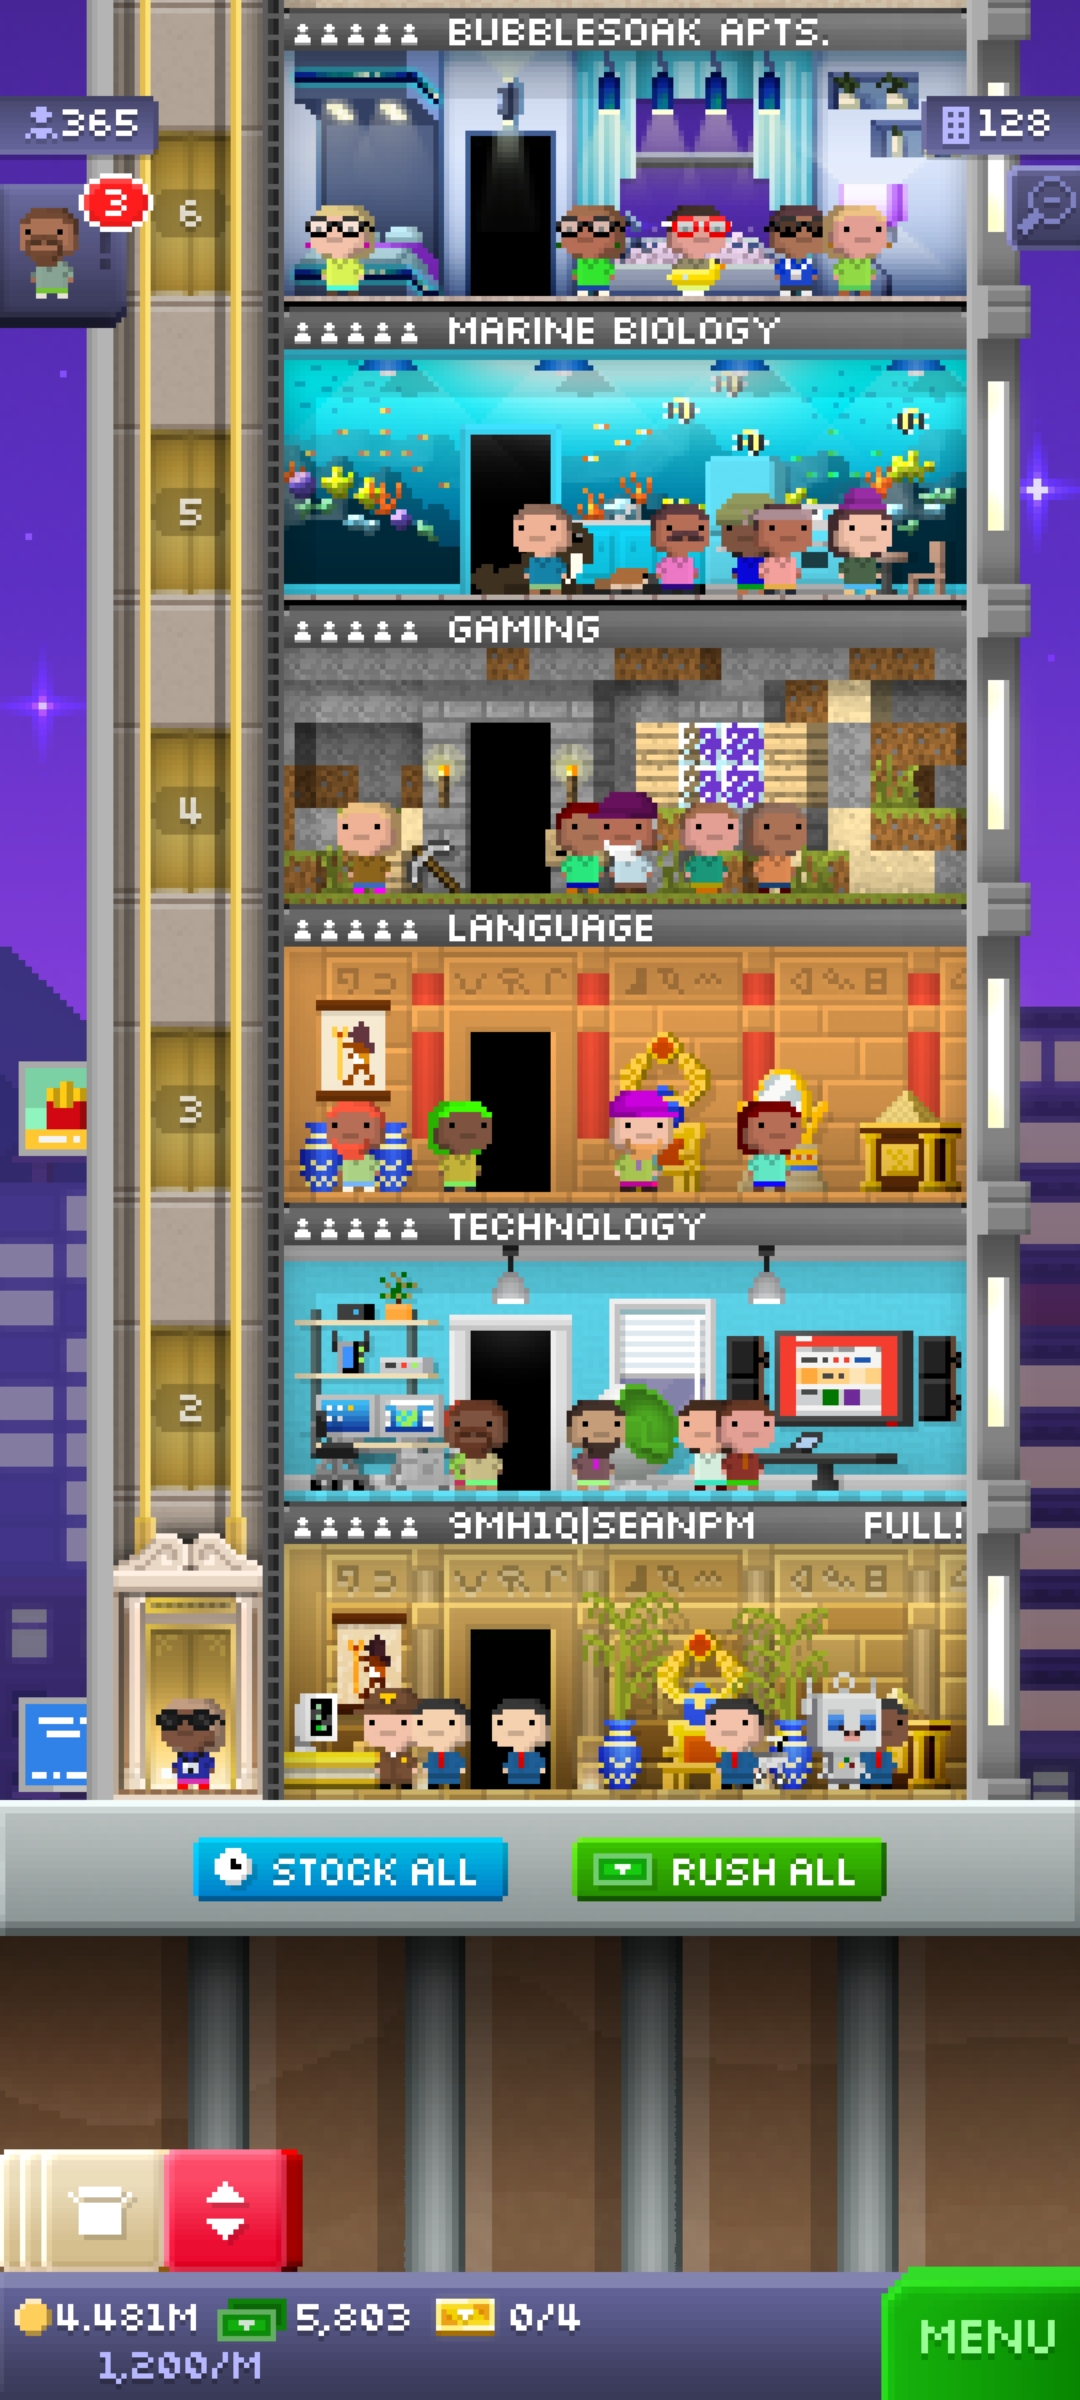 BUBBLESOAK APTS.
365
128
3
6
MARINE BIOLOGY
5
GAMING
4
LANGUAGE
3
TECHNOLOGY
2
9MH1Q|SEANPM FULL!
STOCK ALL
RUSH ALL
4.481M 5,803 0/4
1,200/M
MENU